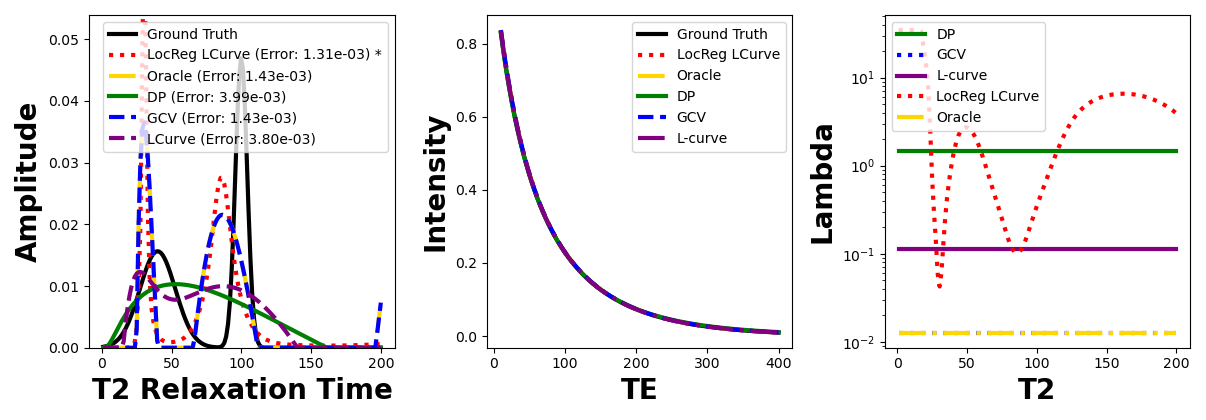 Amplitude
0.05
0.04
0.03
0.02
0.01
0.00
0
50
100
150
200
T2 Relaxation Time
Ground Truth
LocReg LCurve (Error: 1.31e-03) *
Oracle (Error: 1.43e-03)
DP (Error: 3.99e-03)
GCV (Error: 1.43e-03)
LCurve (Error: 3.80e-03)
Intensity
0.8
0.6
0.4
0.2
0.0
0
100
200
300
400
TE
Ground Truth
LocReg LCurve
Oracle
DP
GCV
L-curve
Lambda
10¹
10⁰
10⁻¹
10⁻²
0
50
100
150
200
T2
DP
GCV
L-curve
LocReg LCurve
Oracle